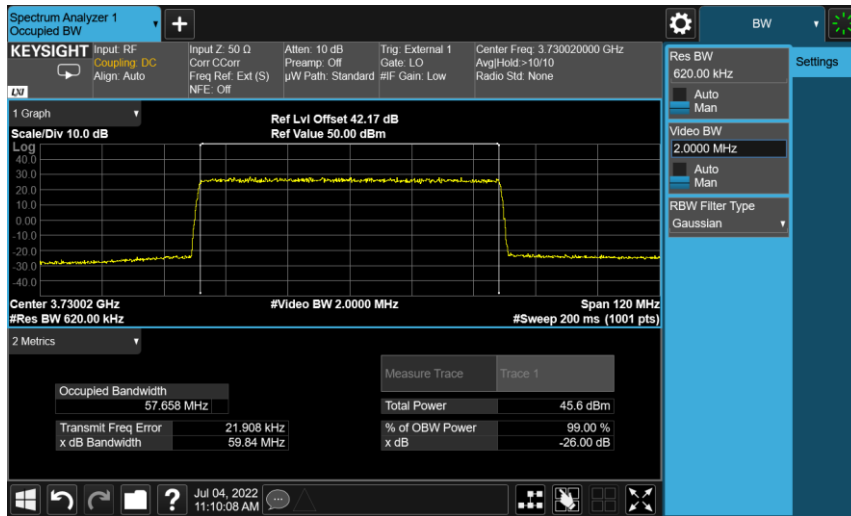 Spectrum Analyzer 1
Occupied BW
+
BW
KEYSIGHT
LXI
Input: RF
Coupling: DC
Align: Auto
Input Z: 50 Ω
Corr CCorr
Freq Ref: Ext (S)
NFE: Off
Atten: 10 dB
Preamp: Off
µW Path: Standard
Trig: External 1
Gate: LO
#IF Gain: Low
Center Freq: 3.730020000 GHz
Avg|Hold:>10/10
Radio Std: None
1 Graph
Scale/Div 10.0 dB
Ref Lvl Offset 42.17 dB
Ref Value 50.00 dBm
Log
40.0
30.0
20.0
10.0
0.00
-10.0
-20.0
-30.0
-40.0
Center 3.73002 GHz
#Video BW 2.0000 MHz
Span 120 MHz
#Res BW 620.00 kHz
#Sweep 200 ms (1001 pts)
2 Metrics
Measure Trace Trace 1
Occupied Bandwidth
57.658 MHz
Total Power 45.6 dBm
Transmit Freq Error 21.908 kHz
% of OBW Power 99.00 %
x dB Bandwidth 59.84 MHz
x dB -26.00 dB
Res BW
620.00 kHz
Auto
Man
Video BW
2.0000 MHz
Auto
Man
RBW Filter Type
Gaussian
Settings
?
Jul 04, 2022
11:10:08 AM